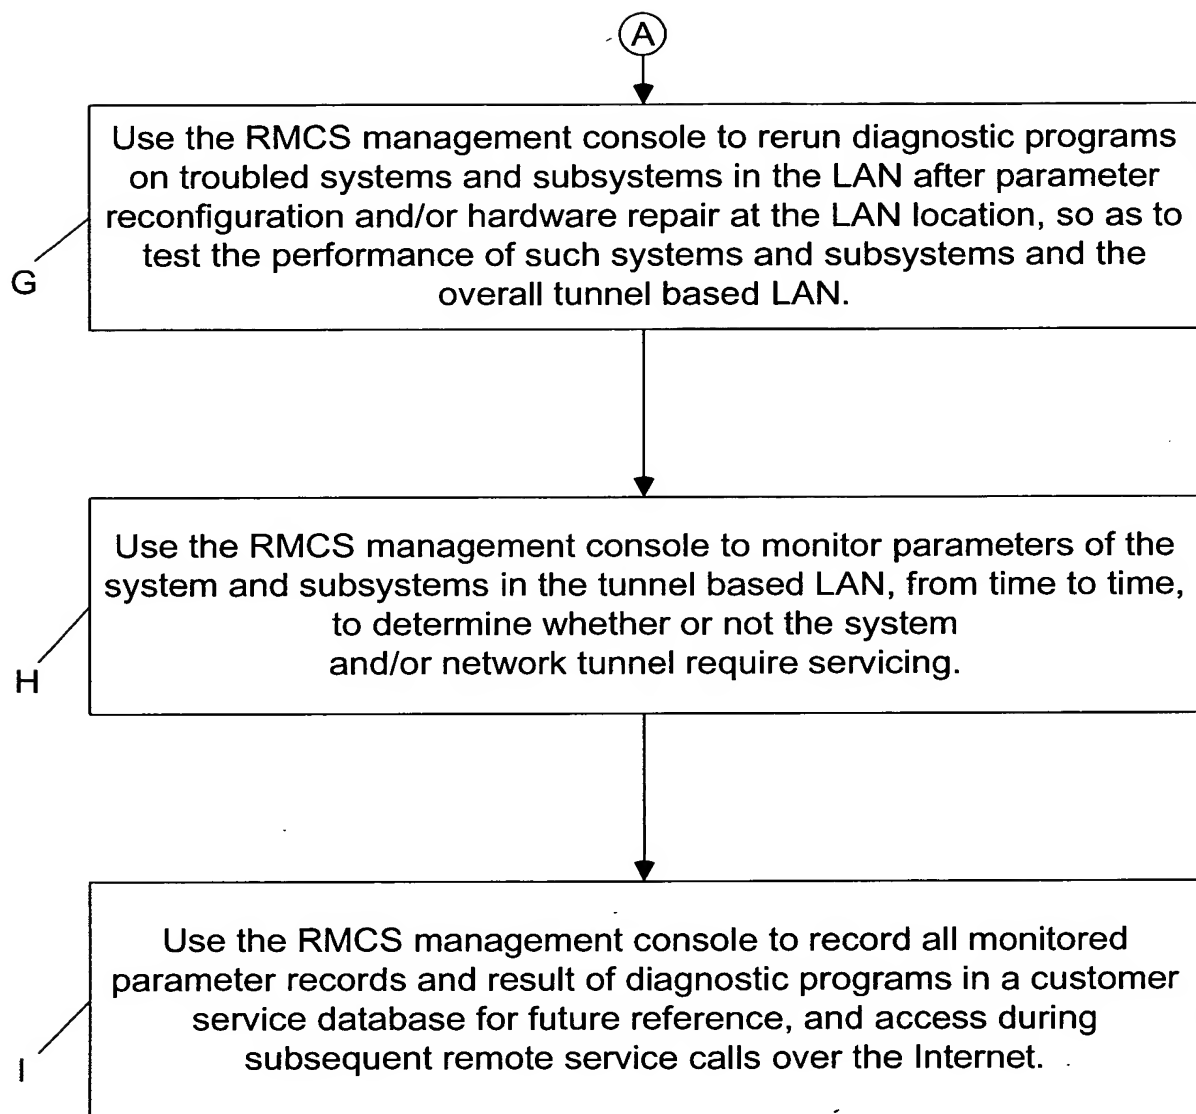 A
Use the RMCS management console to rerun diagnostic programs
on troubled systems and subsystems in the LAN after parameter
reconfiguration and/or hardware repair at the LAN location, so as to
test the performance of such systems and subsystems and the
overall tunnel based LAN.
G
Use the RMCS management console to monitor parameters of the
system and subsystems in the tunnel based LAN, from time to time,
to determine whether or not the system
and/or network tunnel require servicing.
H
Use the RMCS management console to record all monitored
parameter records and result of diagnostic programs in a customer
service database for future reference, and access during
subsequent remote service calls over the Internet.
I